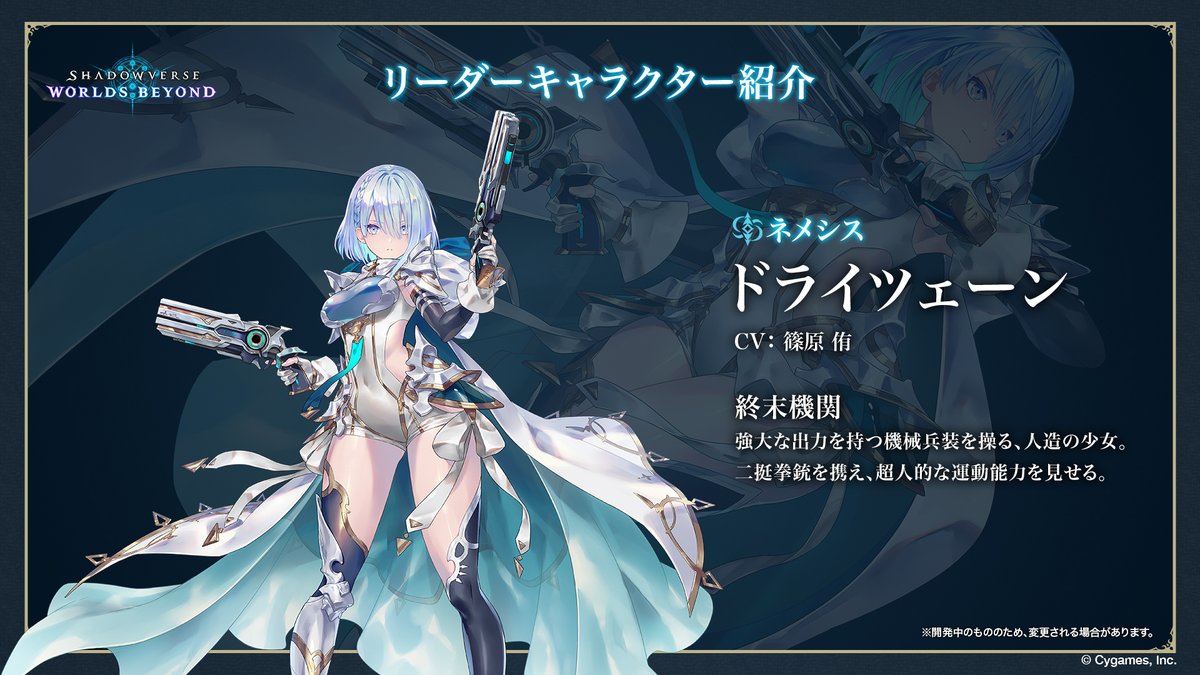 SHADOWVERSE
WORLDS BEYOND
リーダーキャラクター紹介
ネメシス
ドライツェーン
CV: 篠原 侑
終末機関
強大な出力を持つ機械兵装を操る、人造の少女。
二挺拳銃を携え、超人的な運動能力を見せる。
※開発中のもののため、変更される場合があります。
© Cygames, Inc.